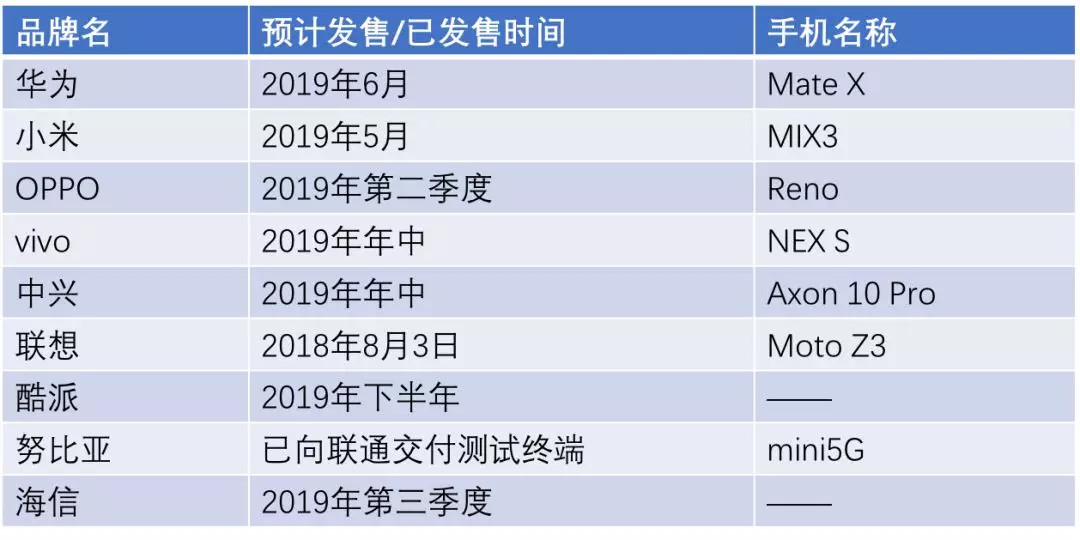 品牌名 预计发售/已发售时间 手机名称
华为 2019年6月 Mate X
小米 2019年5月 MIX3
OPPO 2019年第二季度 Reno
vivo 2019年年中 NEX S
中兴 2019年年中 Axon 10 Pro
联想 2018年8月3日 Moto Z3
酷派 2019年下半年 ——
努比亚 已向联通交付测试终端 mini5G
海信 2019年第三季度 ——